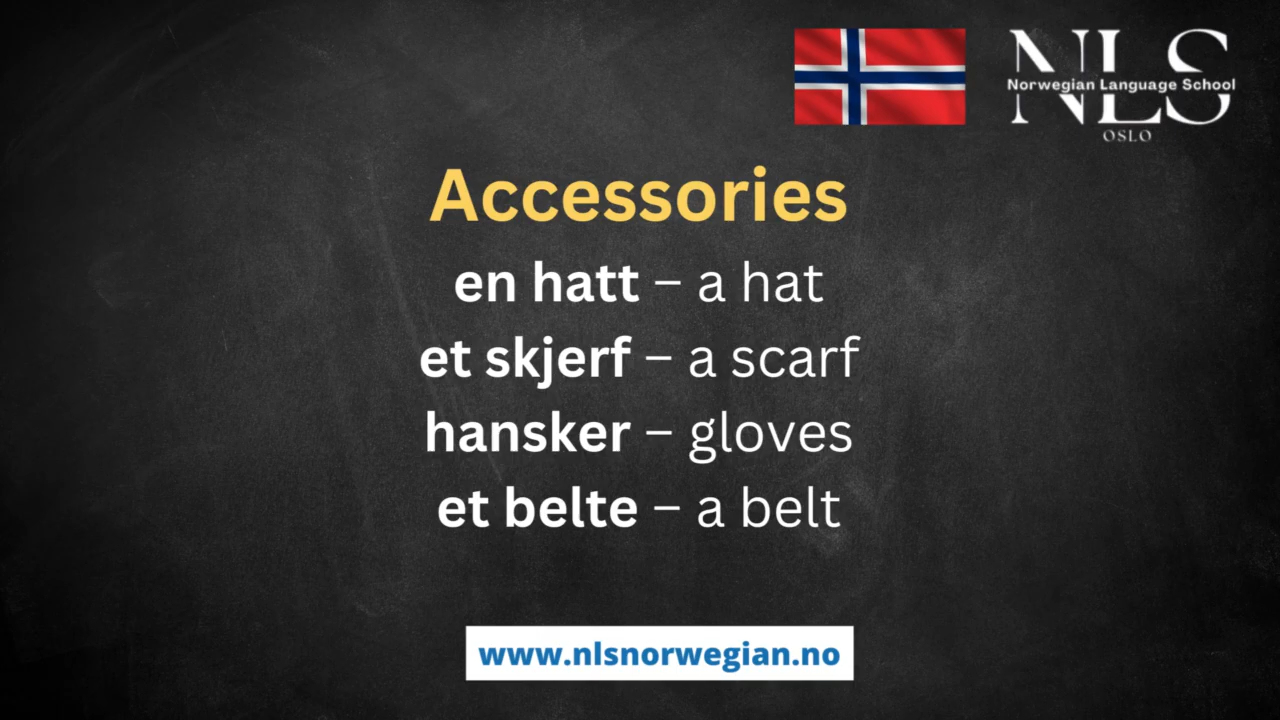 NLS
Norwegian Language School
OSLO
Accessories
en hatt – a hat
et skjerf – a scarf
hansker – gloves
et belte – a belt
www.nlsnorwegian.no